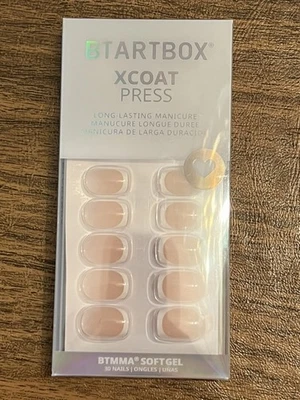 STARTBOX®
XCOAT
PRESS
LONG-LASTING MANICURE
MANUCURE LONGUE DURÉE
MANICURA DE LARGA DURACIÓN
BTMMA® SOFT GEL
30 NAILS | ONGLES | UÑAS